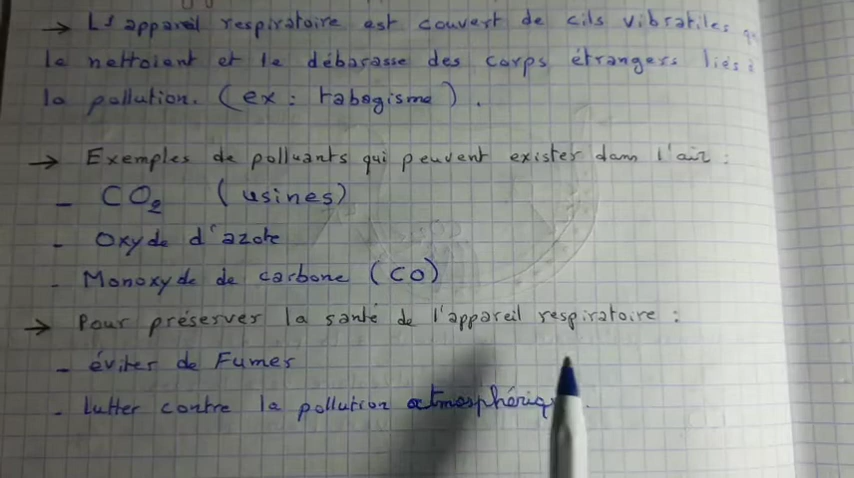 → L'appareil respiratoire est couvert de cils vibratiles
le nettoient et le débarasse des corps étrangers liés à
la pollution. (ex : tabagisme).
→ Exemples de polluants qui peuvent exister dans l'air :
- CO₂ (usines)
- Oxyde d'azote
- Monoxyde de carbone (CO)
→ Pour préserver la santé de l'appareil respiratoire :
- éviter de Fumer
- lutter contre la pollution atmosphériq